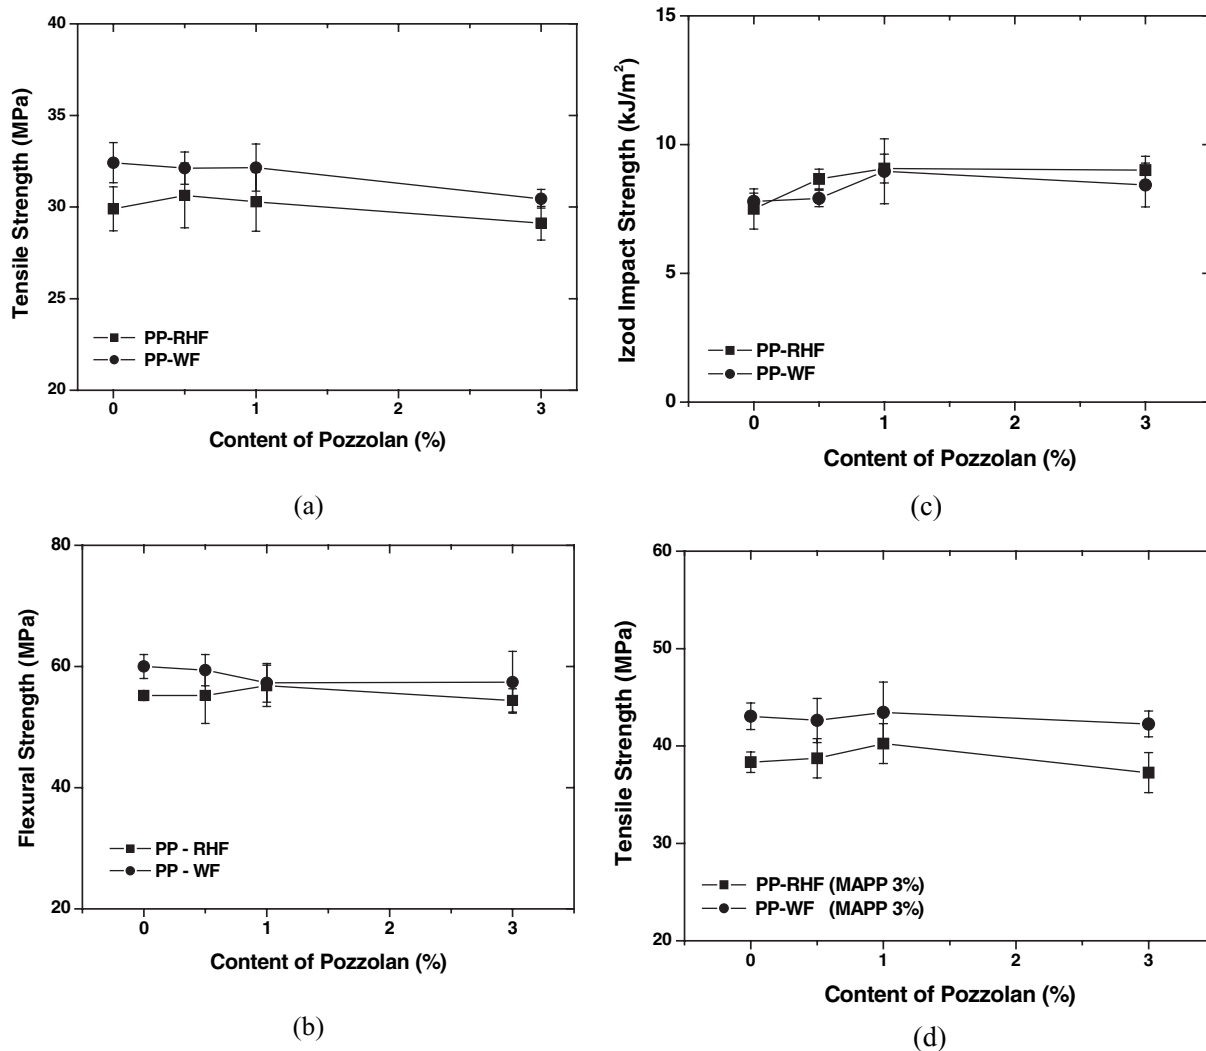 40
35
30
25
20
Tensile Strength (MPa)
PP-RHF
PP-WF
0 1 2 3
Content of Pozzolan (%)
(a)
15
10
5
0
Izod Impact Strength (kJ/m²)
PP-RHF
PP-WF
0 1 2 3
Content of Pozzolan (%)
(c)
80
60
40
20
Flexural Strength (MPa)
PP - RHF
PP - WF
0 1 2 3
Content of Pozzolan (%)
(b)
60
50
40
30
20
Tensile Strength (MPa)
PP-RHF (MAPP 3%)
PP-WF (MAPP 3%)
0 1 2 3
Content of Pozzolan (%)
(d)